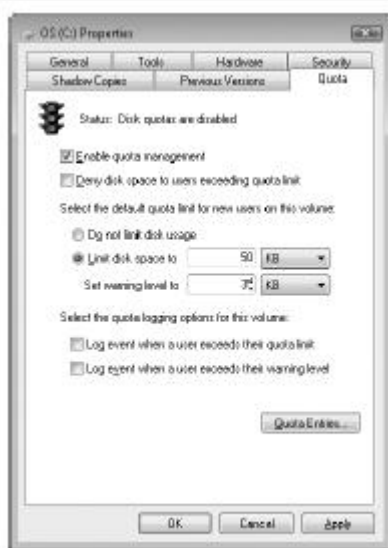 OS (C:) Properties
General Tools Hardware Security
Shadow Copies Previous Versions Quota
Status: Disk quotas are disabled
Enable quota management
Deny disk space to users exceeding quota limit
Select the default quota limit for new users on this volume:
Do not limit disk usage
Limit disk space to 50 KB
Set warning level to KB
Select the quota logging options for this volume:
Log event when a user exceeds their quota limit
Log event when a user exceeds their warning level
Quota Entries...
OK Cancel Apply